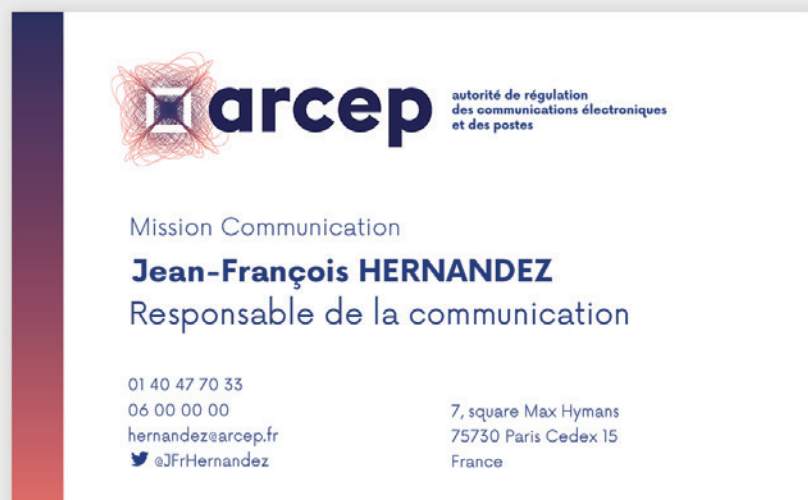 arcep
autorité de régulation
des communications électroniques
et des postes
Mission Communication
Jean-François HERNANDEZ
Responsable de la communication
01 40 47 70 33
06 00 00 00
hernandez@arcep.fr
@JFrHernandez
7, square Max Hymans
75730 Paris Cedex 15
France